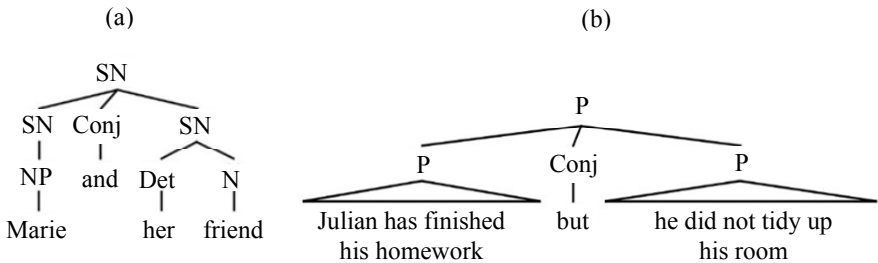 (a)
(b)
SN
P
SN Conj SN
P Conj P
NP and Det N
Marie her friend
Julian has finished but he did not tidy up
his homework his room